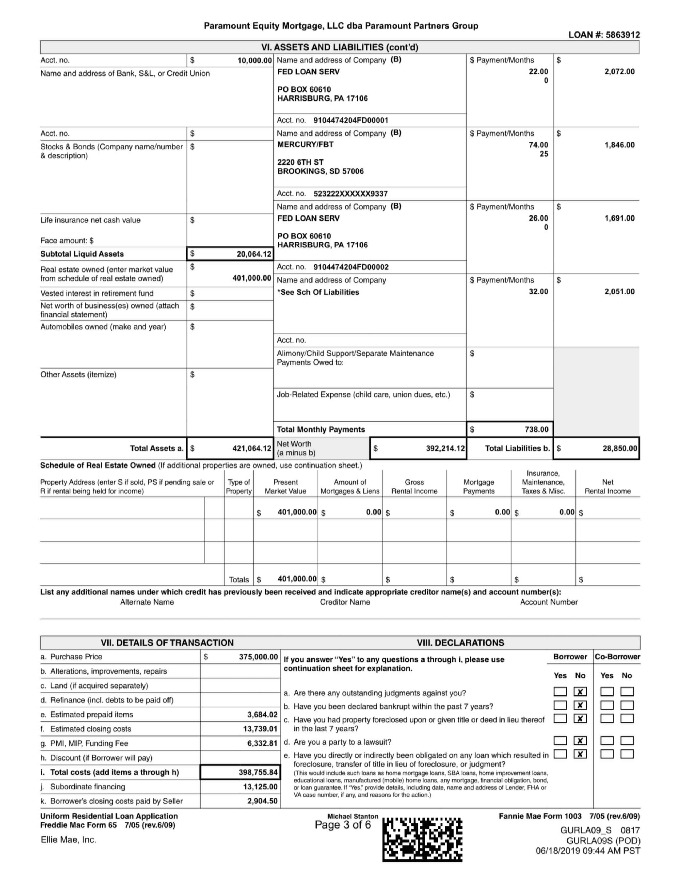 Paramount Equity Mortgage, LLC dba Paramount Partners Group
LOAN #: 5863912
VI. ASSETS AND LIABILITIES (cont'd)
Acct. no. $ 10,000.00
Name and address of Bank, S&L, or Credit Union
Acct. no. $
Stocks & Bonds (Company name/number $
& description)
Life insurance net cash value $
Face amount: $
Subtotal Liquid Assets $ 20,064.12
Real estate owned (enter market value $
from schedule of real estate owned) 401,000.00
Vested interest in retirement fund $
Net worth of business(es) owned (attach $
financial statement)
Automobiles owned (make and year) $
Other Assets (itemize) $
Total Assets a. $ 421,064.12
Name and address of Company (B) $ Payment/Months $
FED LOAN SERV 22.00 2,072.00
0
PO BOX 60610
HARRISBURG, PA 17106
Acct. no. 9104474204FD00001
Name and address of Company (B) $ Payment/Months $
MERCURY/FBT 74.00 1,846.00
25
2220 6TH ST
BROOKINGS, SD 57006
Acct. no. 523222XXXXXX9337
Name and address of Company (B) $ Payment/Months $
FED LOAN SERV 26.00 1,691.00
0
PO BOX 60610
HARRISBURG, PA 17106
Acct. no. 9104474204FD00002
Name and address of Company $ Payment/Months $
*See Sch Of Liabilities 32.00 2,051.00
Acct. no.
Alimony/Child Support/Separate Maintenance $
Payments Owed to:
Job-Related Expense (child care, union dues, etc.) $
Total Monthly Payments $ 738.00
Net Worth $ 392,214.12 Total Liabilities b. $ 28,850.00
(a minus b)
Schedule of Real Estate Owned (If additional properties are owned, use continuation sheet.)
Property Address (enter S if sold, PS if pending sale or
R if rental being held for income)
Type of
Property
Present
Market Value
Amount of
Mortgages & Liens
Gross
Rental Income
Mortgage
Payments
Insurance,
Maintenance,
Taxes & Misc.
Net
Rental Income
$ 401,000.00 $ 0.00 $ $ 0.00 $ 0.00 $
Totals $ 401,000.00 $ $ $ $ $
List any additional names under which credit has previously been received and indicate appropriate creditor name(s) and account number(s):
Alternate Name Creditor Name Account Number
VII. DETAILS OF TRANSACTION
a. Purchase Price $ 375,000.00
b. Alterations, improvements, repairs
c. Land (if acquired separately)
d. Refinance (incl. debts to be paid off)
e. Estimated prepaid items 3,684.02
f. Estimated closing costs 13,739.01
g. PMI, MIP, Funding Fee 6,332.81
h. Discount (if Borrower will pay)
i. Total costs (add items a through h) 398,755.84
j. Subordinate financing 13,125.00
k. Borrower's closing costs paid by Seller 2,904.50
VIII. DECLARATIONS
If you answer "Yes" to any questions a through i, please use
continuation sheet for explanation.
Borrower Co-Borrower
Yes No Yes No
a. Are there any outstanding judgments against you? X
b. Have you been declared bankrupt within the past 7 years? X
c. Have you had property foreclosed upon or given title or deed in lieu thereof X
in the last 7 years?
d. Are you a party to a lawsuit? X
e. Have you directly or indirectly been obligated on any loan which resulted in X
foreclosure, transfer of title in lieu of foreclosure, or judgment?
(This would include such loans as home mortgage loans, SBA loans, home improvement loans,
educational loans, manufactured (mobile) home loans, any mortgage, financial obligation, bond,
or loan guarantee. If "Yes," provide details, including date, name and address of Lender, FHA or
VA case number, if any, and reasons for the action.)
Uniform Residential Loan Application
Freddie Mac Form 65 7/05 (rev.6/09)
Ellie Mae, Inc.
Michael Stanton
Page 3 of 6
Fannie Mae Form 1003 7/05 (rev.6/09)
GURLA09_S 0817
GURLA09S (POD)
06/18/2019 09:44 AM PST